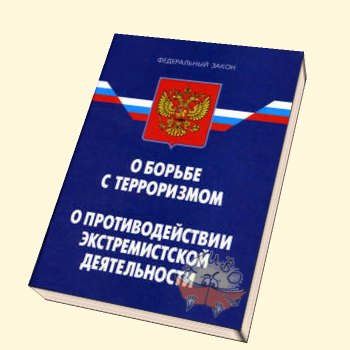 ФЕДЕРАЛЬНЫЙ ЗАКОН
О БОРЬБЕ
С ТЕРРОРИЗМОМ
О ПРОТИВОДЕЙСТВИИ
ЭКСТРЕМИСТСКОЙ
ДЕЯТЕЛЬНОСТИ